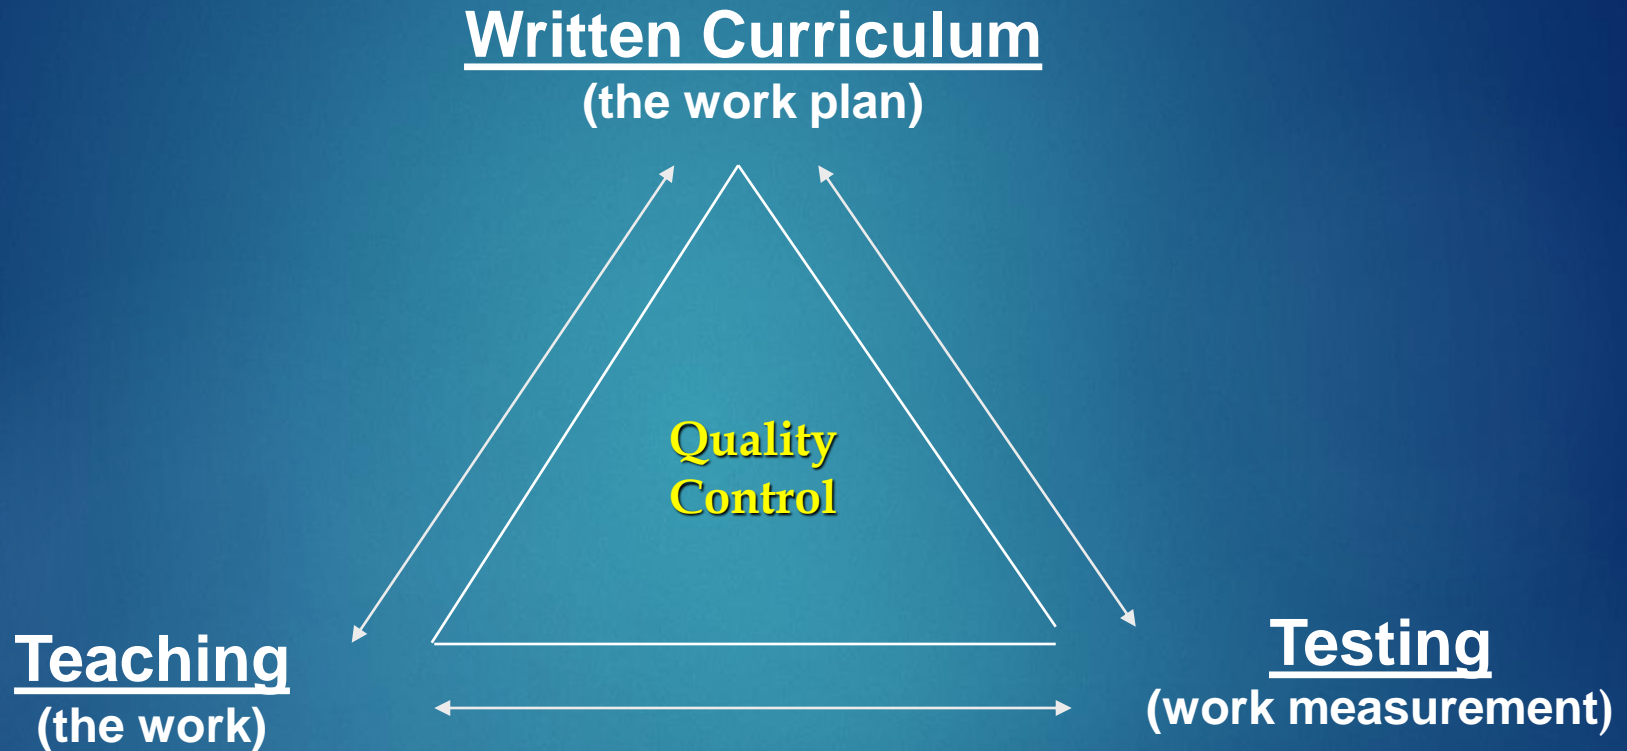 Written Curriculum
(the work plan)
Quality
Control
Teaching
(the work)
Testing
(work measurement)